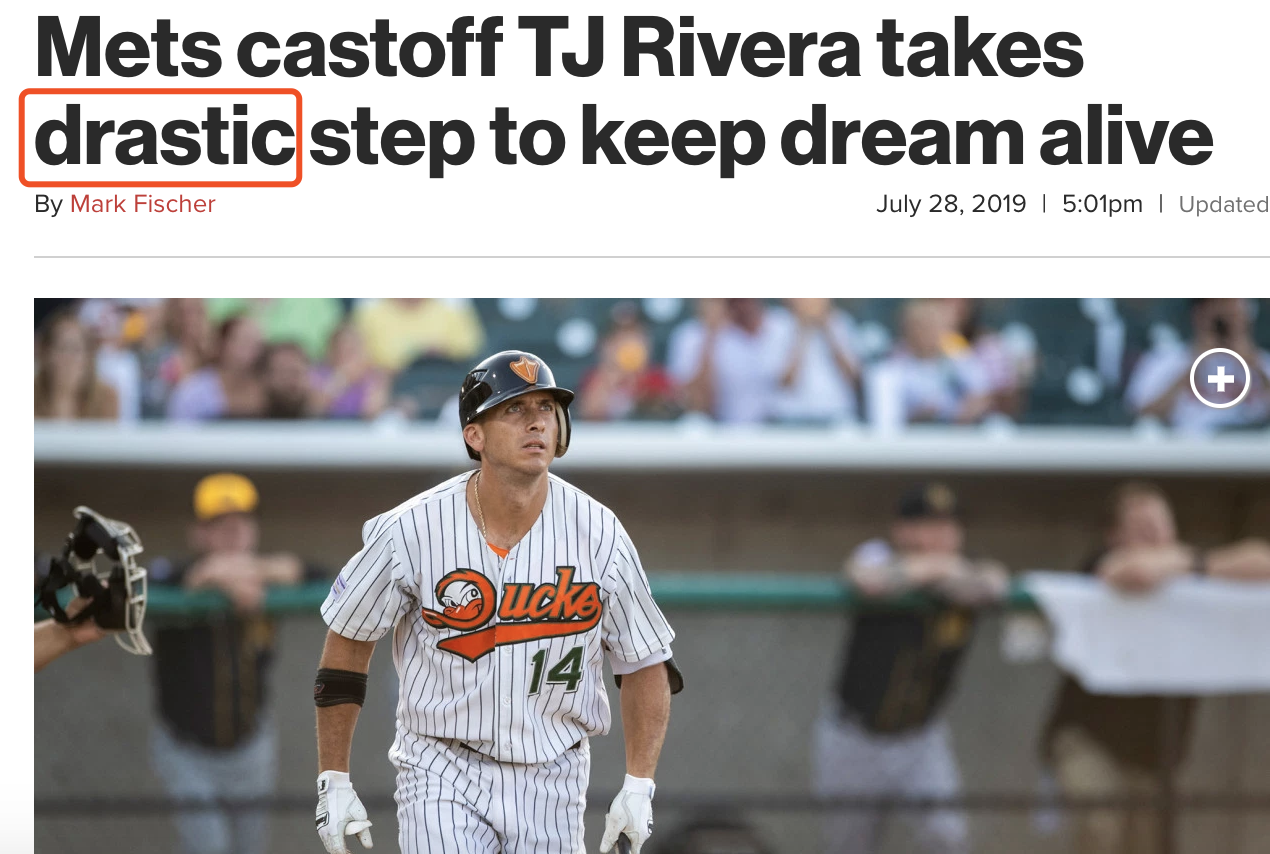 Mets castoff TJ Rivera takes
drastic step to keep dream alive
By Mark Fischer
July 28, 2019 | 5:01pm | Updated
Ducks
14